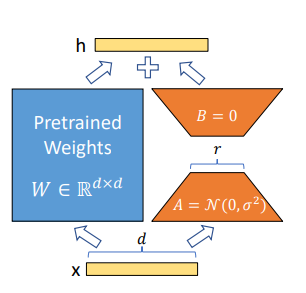 h
Pretrained
Weights
W ∈ ℝ^{d×d}
B = 0
r
A = 𝒩(0, σ²)
d
x